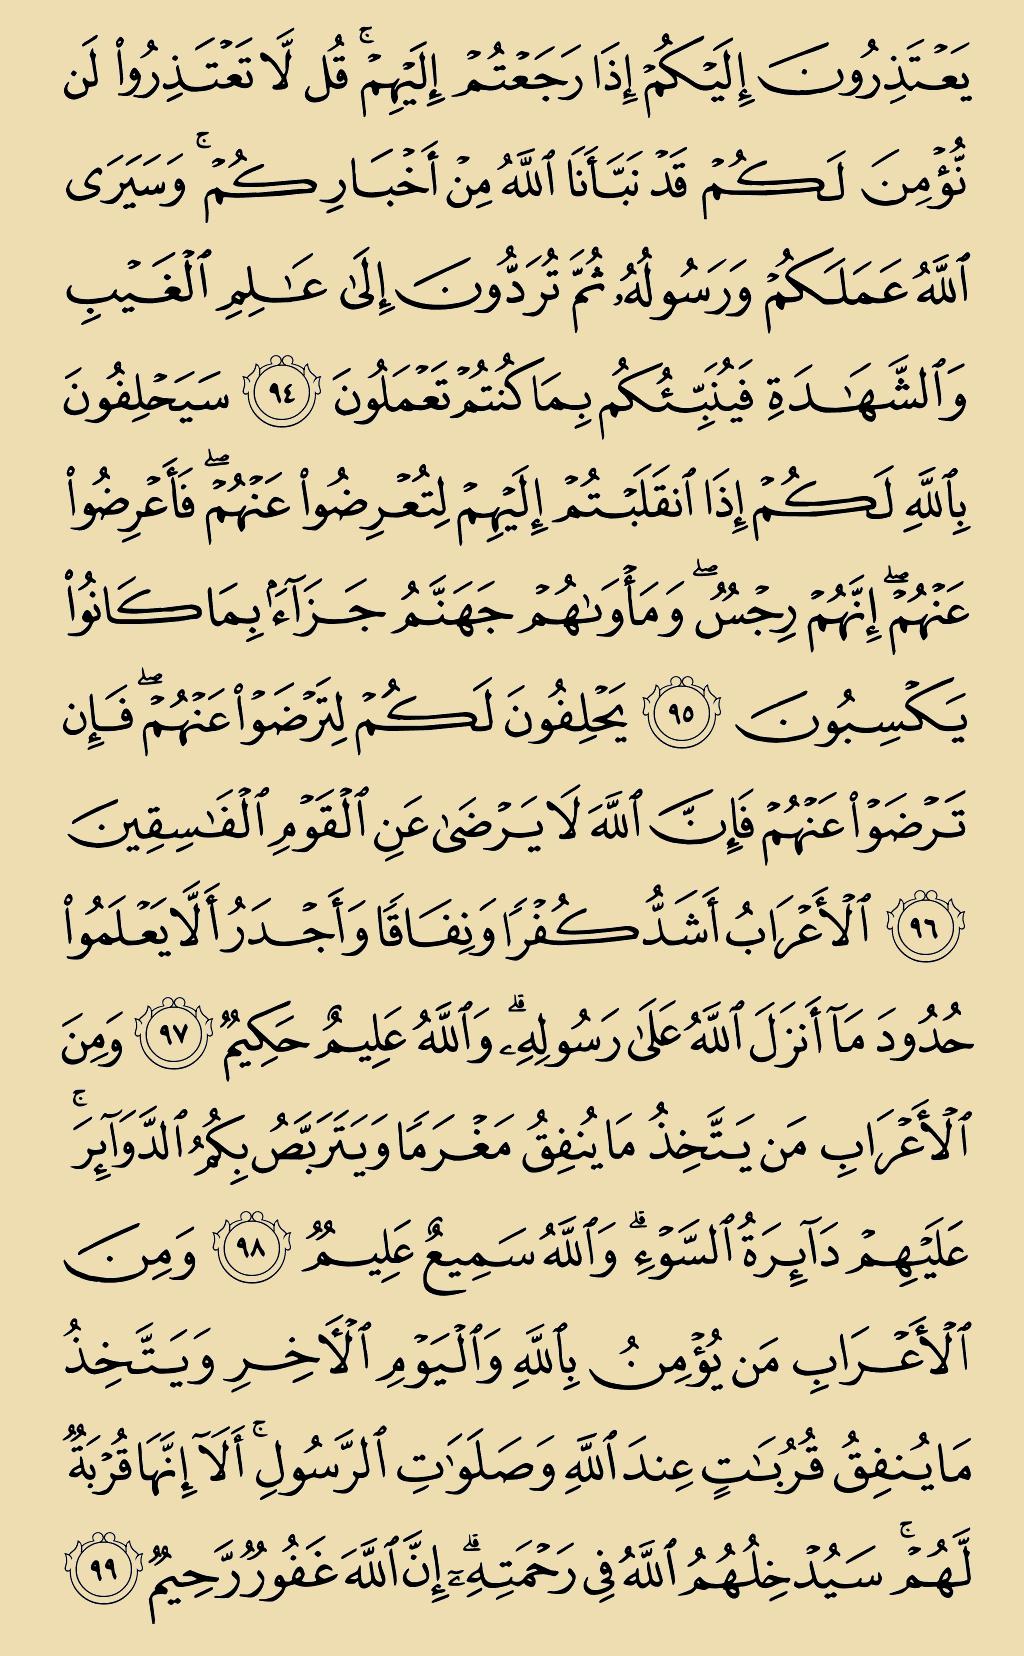 يَعۡتَذِرُونَ إِلَيۡكُمۡ إِذَا رَجَعۡتُمۡ إِلَيۡهِمۡۚ قُل لَّا تَعۡتَذِرُواْ لَن
نُّؤۡمِنَ لَكُمۡ قَدۡ نَبَّأَنَا ٱللَّهُ مِنۡ أَخۡبَارِكُمۡۚ وَسَيَرَى
ٱللَّهُ عَمَلَكُمۡ وَرَسُولُهُۥ ثُمَّ تُرَدُّونَ إِلَىٰ عَٰلِمِ ٱلۡغَيۡبِ
وَٱلشَّهَٰدَةِ فَيُنَبِّئُكُم بِمَا كُنتُمۡ تَعۡمَلُونَ ٩٤ سَيَحۡلِفُونَ
بِٱللَّهِ لَكُمۡ إِذَا ٱنقَلَبۡتُمۡ إِلَيۡهِمۡ لِتُعۡرِضُواْ عَنۡهُمۡۖ فَأَعۡرِضُواْ
عَنۡهُمۡۖ إِنَّهُمۡ رِجۡسٞۖ وَمَأۡوَىٰهُمۡ جَهَنَّمُ جَزَآءَۢ بِمَا كَانُواْ
يَكۡسِبُونَ ٩٥ يَحۡلِفُونَ لَكُمۡ لِتَرۡضَوۡاْ عَنۡهُمۡۖ فَإِن
تَرۡضَوۡاْ عَنۡهُمۡ فَإِنَّ ٱللَّهَ لَا يَرۡضَىٰ عَنِ ٱلۡقَوۡمِ ٱلۡفَٰسِقِينَ
٩٦ ٱلۡأَعۡرَابُ أَشَدُّ كُفۡرٗا وَنِفَاقٗا وَأَجۡدَرُ أَلَّا يَعۡلَمُواْ
حُدُودَ مَآ أَنزَلَ ٱللَّهُ عَلَىٰ رَسُولِهِۦۗ وَٱللَّهُ عَلِيمٌ حَكِيمٞ ٩٧ وَمِنَ
ٱلۡأَعۡرَابِ مَن يَتَّخِذُ مَا يُنفِقُ مَغۡرَمٗا وَيَتَرَبَّصُ بِكُمُ ٱلدَّوَآئِرَۚ
عَلَيۡهِمۡ دَآئِرَةُ ٱلسَّوۡءِۗ وَٱللَّهُ سَمِيعٌ عَلِيمٞ ٩٨ وَمِنَ
ٱلۡأَعۡرَابِ مَن يُؤۡمِنُ بِٱللَّهِ وَٱلۡيَوۡمِ ٱلۡأٓخِرِ وَيَتَّخِذُ
مَا يُنفِقُ قُرُبَٰتٍ عِندَ ٱللَّهِ وَصَلَوَٰتِ ٱلرَّسُولِۚ أَلَآ إِنَّهَا قُرۡبَةٞ
لَّهُمۡۚ سَيُدۡخِلُهُمُ ٱللَّهُ فِي رَحۡمَتِهِۦٓۗ إِنَّ ٱللَّهَ غَفُورٞ رَّحِيمٞ ٩٩